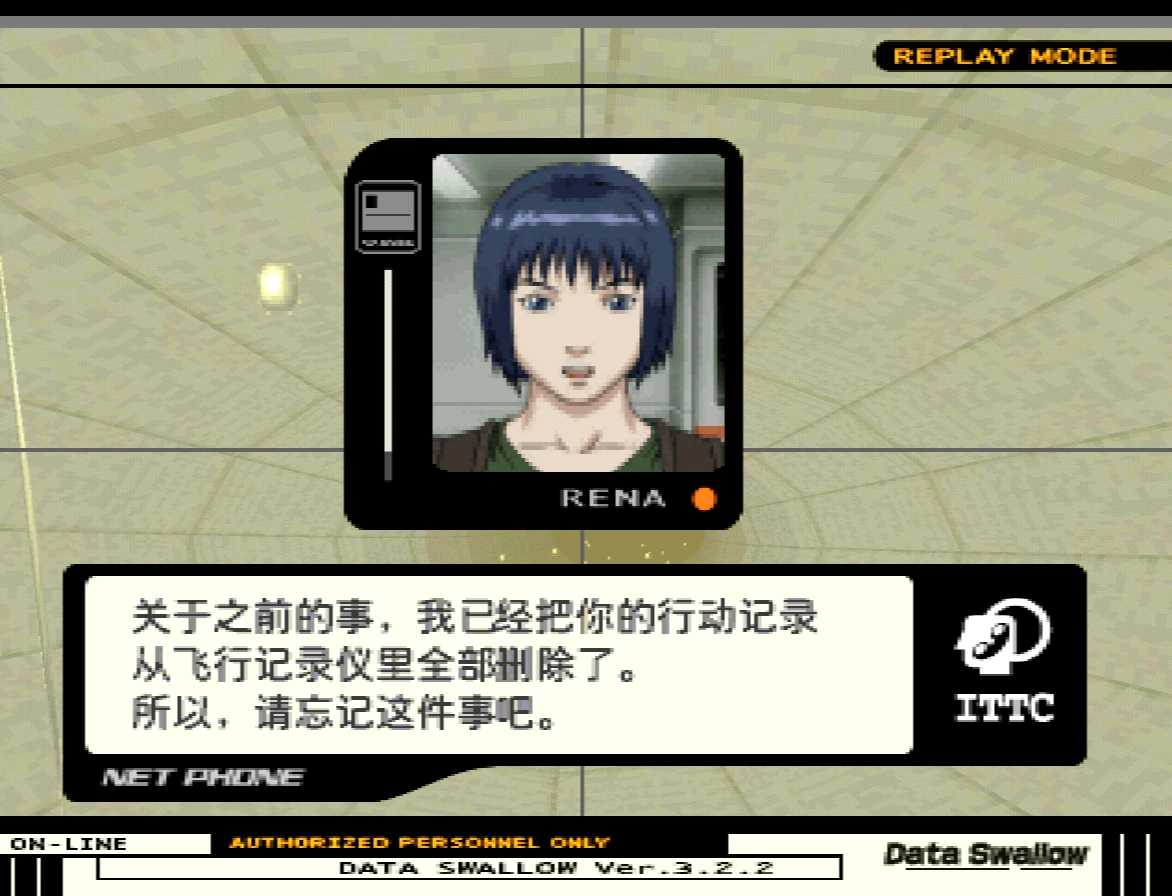 REPLAY MODE
RENA
关于之前的事，我已经把你的行动记录
从飞行记录仪里全部删除了。
所以，请忘记这件事吧。
ITTC
NET PHONE
ON-LINE
AUTHORIZED PERSONNEL ONLY
DATA SWALLOW Ver.3.2.2
Data Swallow